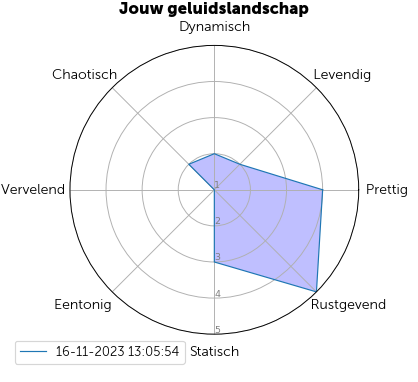 Jouw geluidslandschap
Dynamisch
Chaotisch
Levendig
Vervelend
1
Prettig
2
3
4
Eentonig
Rustgevend
5
16-11-2023 13:05:54
Statisch